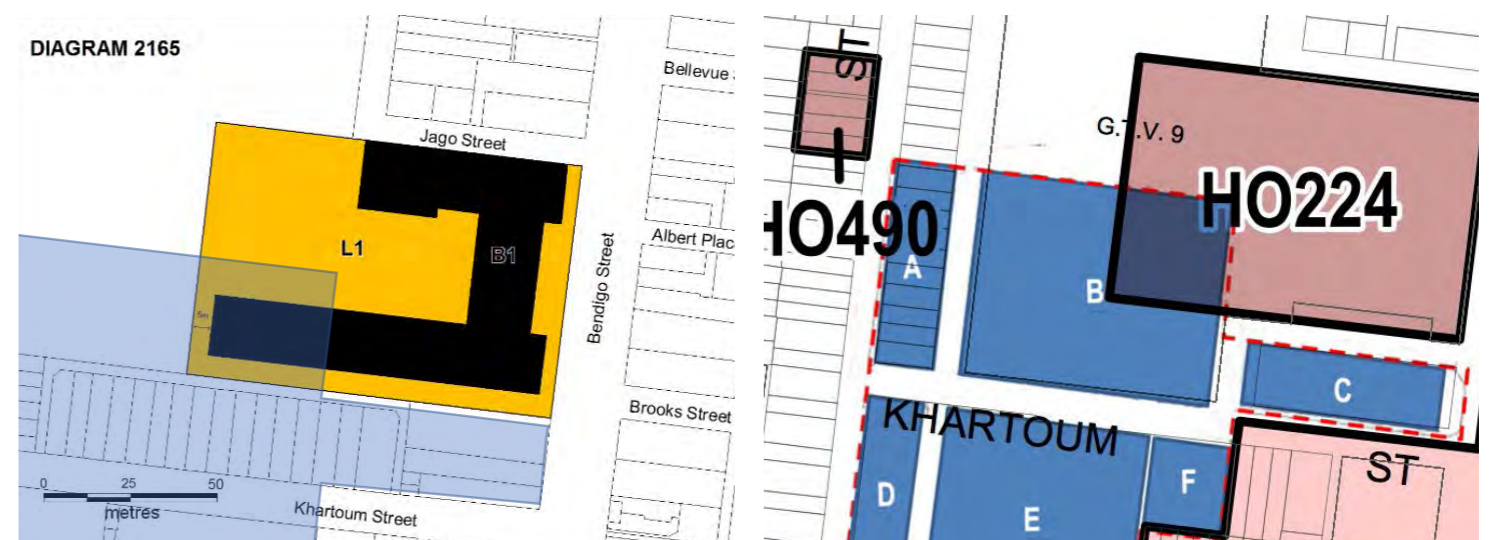 DIAGRAM 2165
Bellevue
Jago Street
L1
B1
Albert Plac
Bendigo Street
5m
Brooks Street
0 25 50
metres
Khartoum Street
ST
G.T.V. 9
HO224
HO490
A
B
C
KHARTOUM
ST
D
E
F